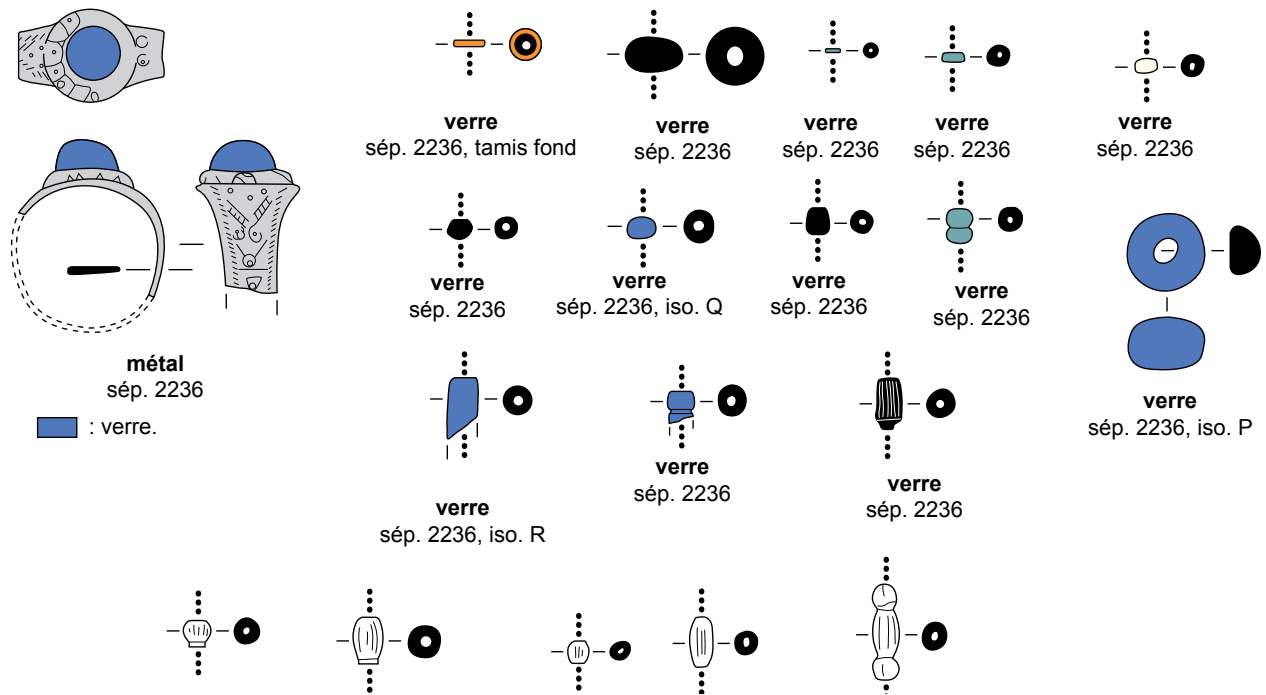 verre
sép. 2236, tamis fond
verre
sép. 2236
verre
sép. 2236
verre
sép. 2236
verre
sép. 2236
verre
sép. 2236
verre
sép. 2236, iso. Q
verre
sép. 2236
verre
sép. 2236
métal
sép. 2236
: verre.
verre
sép. 2236, iso. P
verre
sép. 2236, iso. R
verre
sép. 2236
verre
sép. 2236